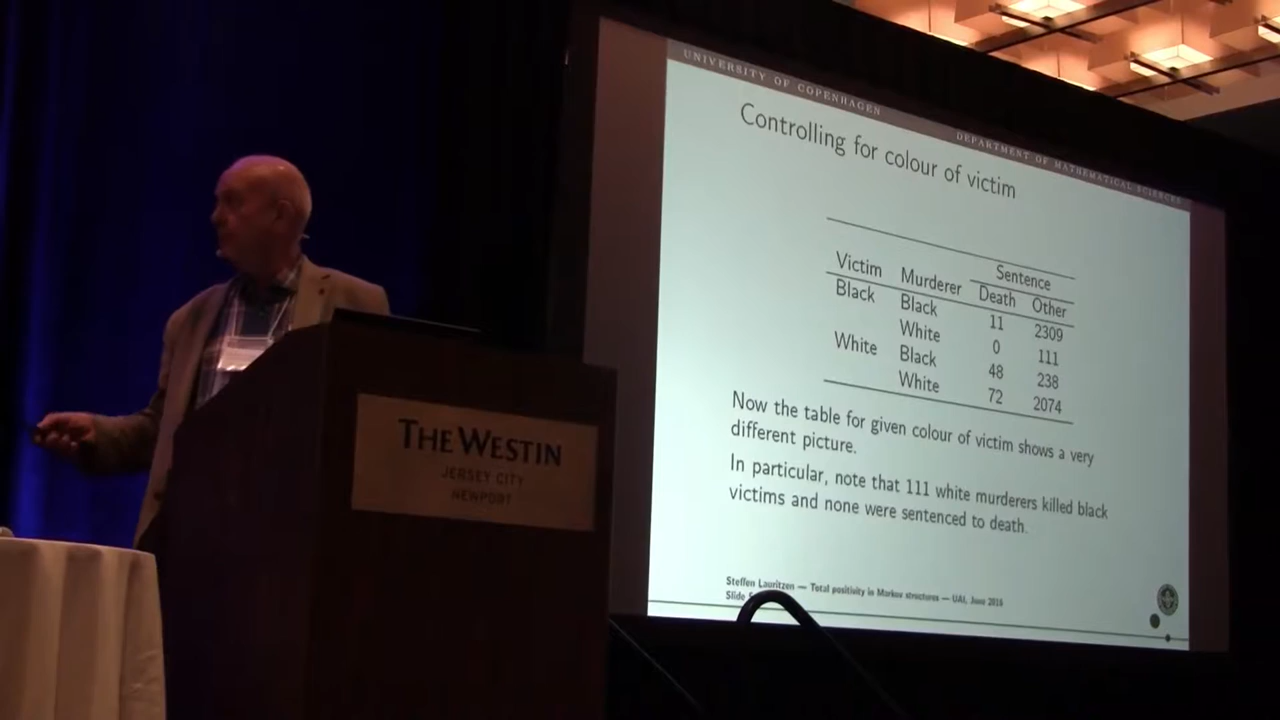 UNIVERSITY OF COPENHAGEN
DEPARTMENT OF MATHEMATICAL SCIENCES
Controlling for colour of victim
Sentence
Victim Murderer Death Other
Black Black 11 2309
White 0 111
White Black 48 238
White 72 2074
Now the table for given colour of victim shows a very
different picture.
In particular, note that 111 white murderers killed black
victims and none were sentenced to death.
Steffen Lauritzen — Total positivity in Markov structures — UAI, June 2016
Slide
THE WESTIN
JERSEY CITY
NEWPORT